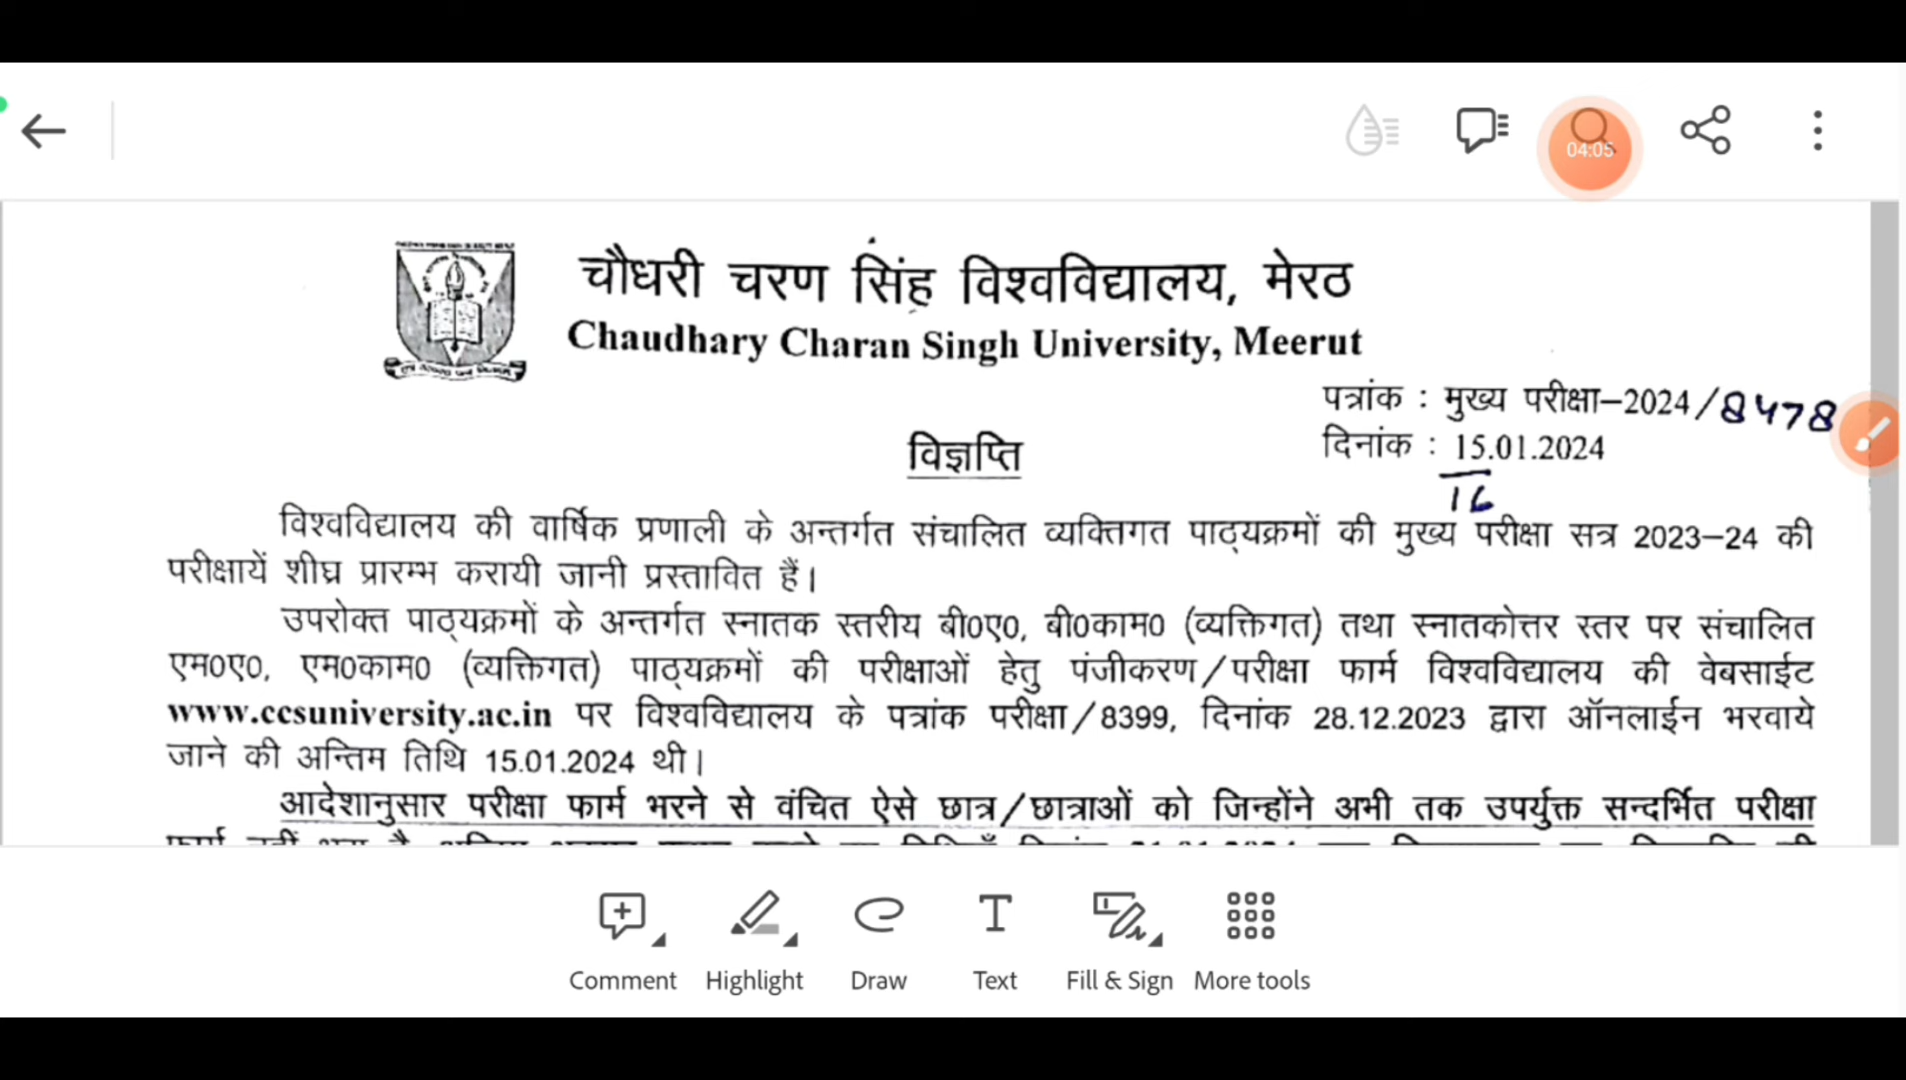 04:05
चौधरी चरण सिंह विश्वविद्यालय, मेरठ
Chaudhary Charan Singh University, Meerut
पत्रांक : मुख्य परीक्षा–2024/8478
विज्ञप्ति
दिनांक : 15.01.2024
16
विश्वविद्यालय की वार्षिक प्रणाली के अन्तर्गत संचालित व्यक्तिगत पाठ्यक्रमों की मुख्य परीक्षा सत्र 2023–24 की
परीक्षायें शीघ्र प्रारम्भ करायी जानी प्रस्तावित हैं।
उपरोक्त पाठ्यक्रमों के अन्तर्गत स्नातक स्तरीय बी0ए0, बी0काम0 (व्यक्तिगत) तथा स्नातकोत्तर स्तर पर संचालित
एम0ए0, एम0काम0 (व्यक्तिगत) पाठ्यक्रमों की परीक्षाओं हेतु पंजीकरण/परीक्षा फार्म विश्वविद्यालय की वेबसाईट
www.ccsuniversity.ac.in पर विश्वविद्यालय के पत्रांक परीक्षा/8399, दिनांक 28.12.2023 द्वारा ऑनलाईन भरवाये
जाने की अन्तिम तिथि 15.01.2024 थी।
आदेशानुसार परीक्षा फार्म भरने से वंचित ऐसे छात्र/छात्राओं को जिन्होंने अभी तक उपर्युक्त सन्दर्भित परीक्षा
Comment Highlight Draw Text Fill & Sign More tools